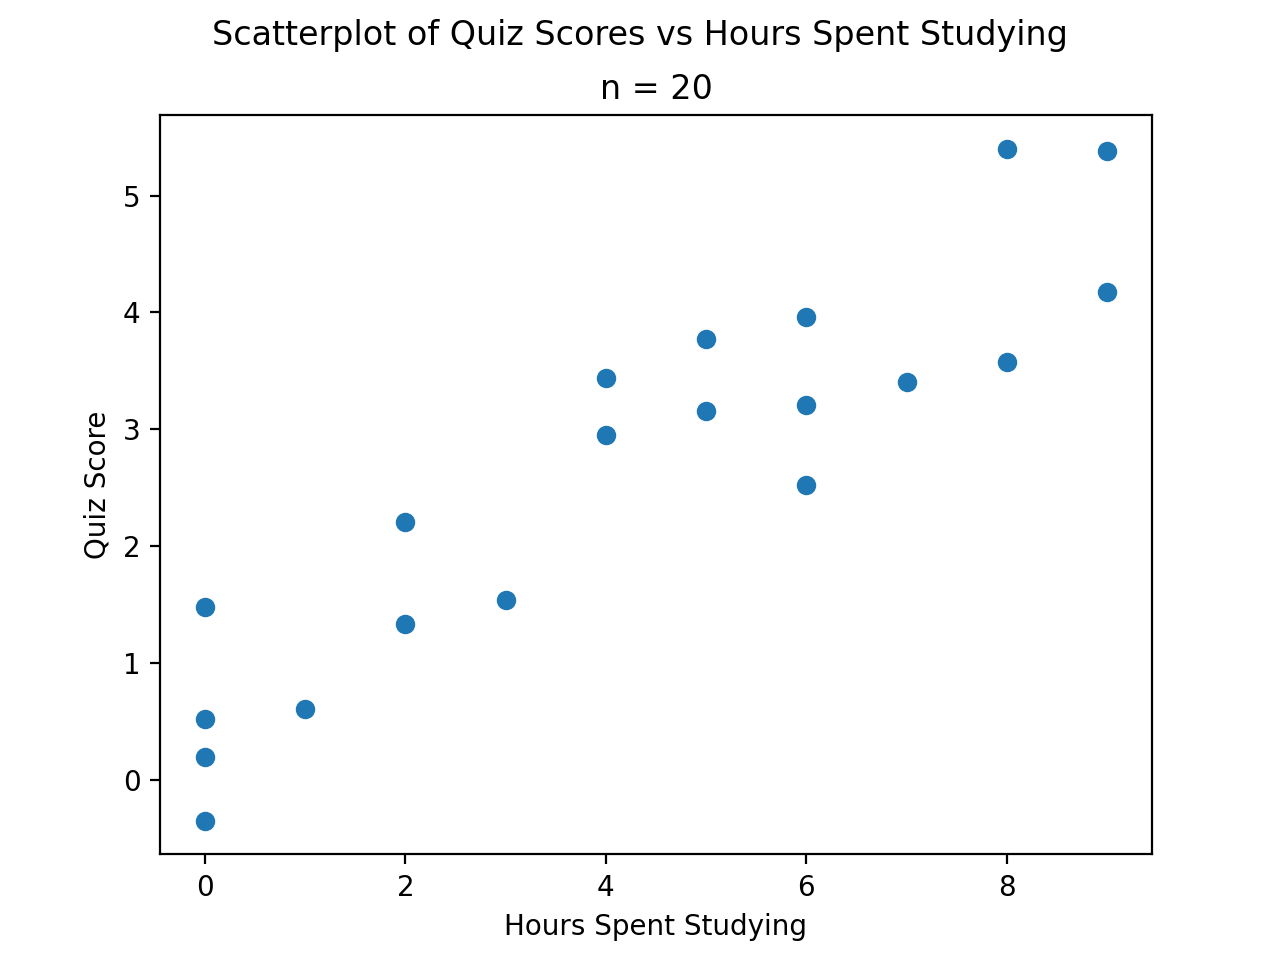 Scatterplot of Quiz Scores vs Hours Spent Studying
n = 20
5
4
3
2
1
0
Quiz Score
0 2 4 6 8
Hours Spent Studying